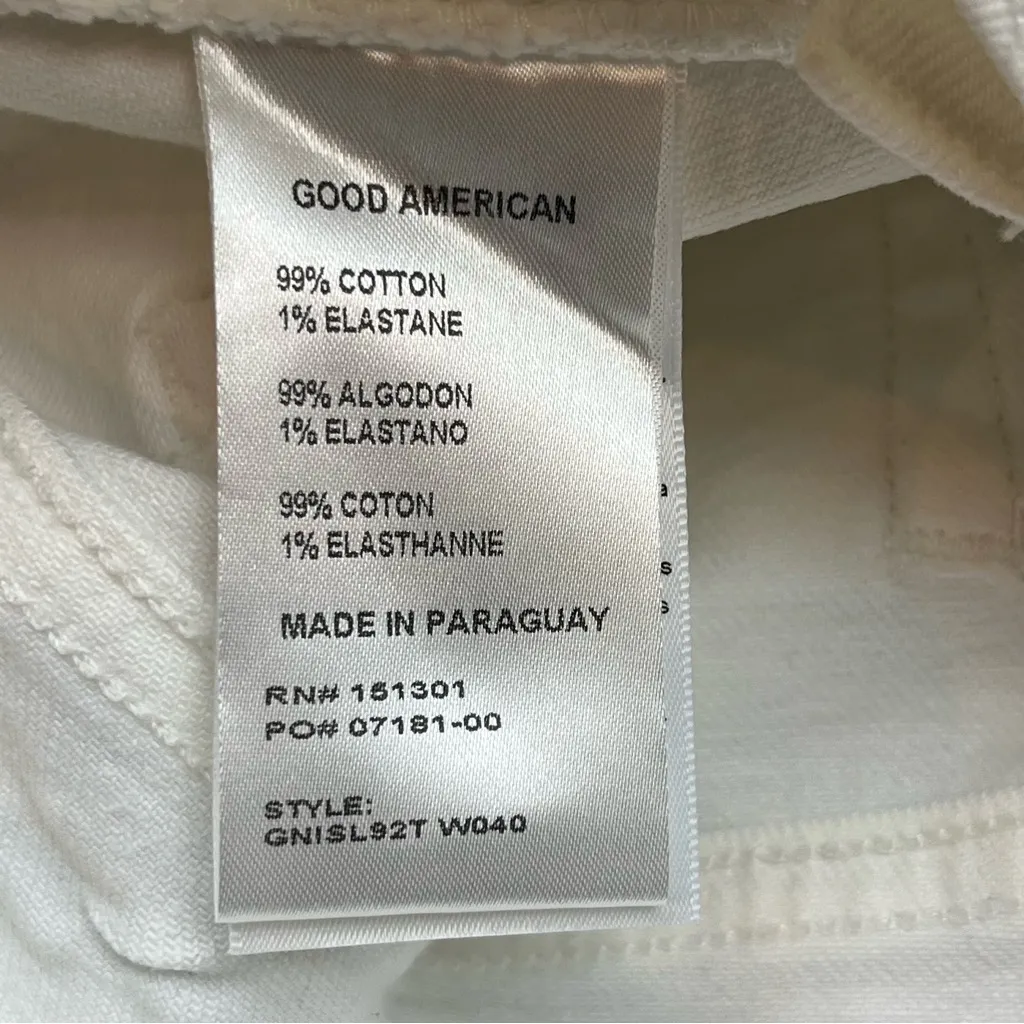 GOOD AMERICAN
99% COTTON
1% ELASTANE
99% ALGODON
1% ELASTANO
99% COTON
1% ELASTHANNE
MADE IN PARAGUAY
RN# 151301
PO# 07181-00
STYLE:
GNISL92T W040